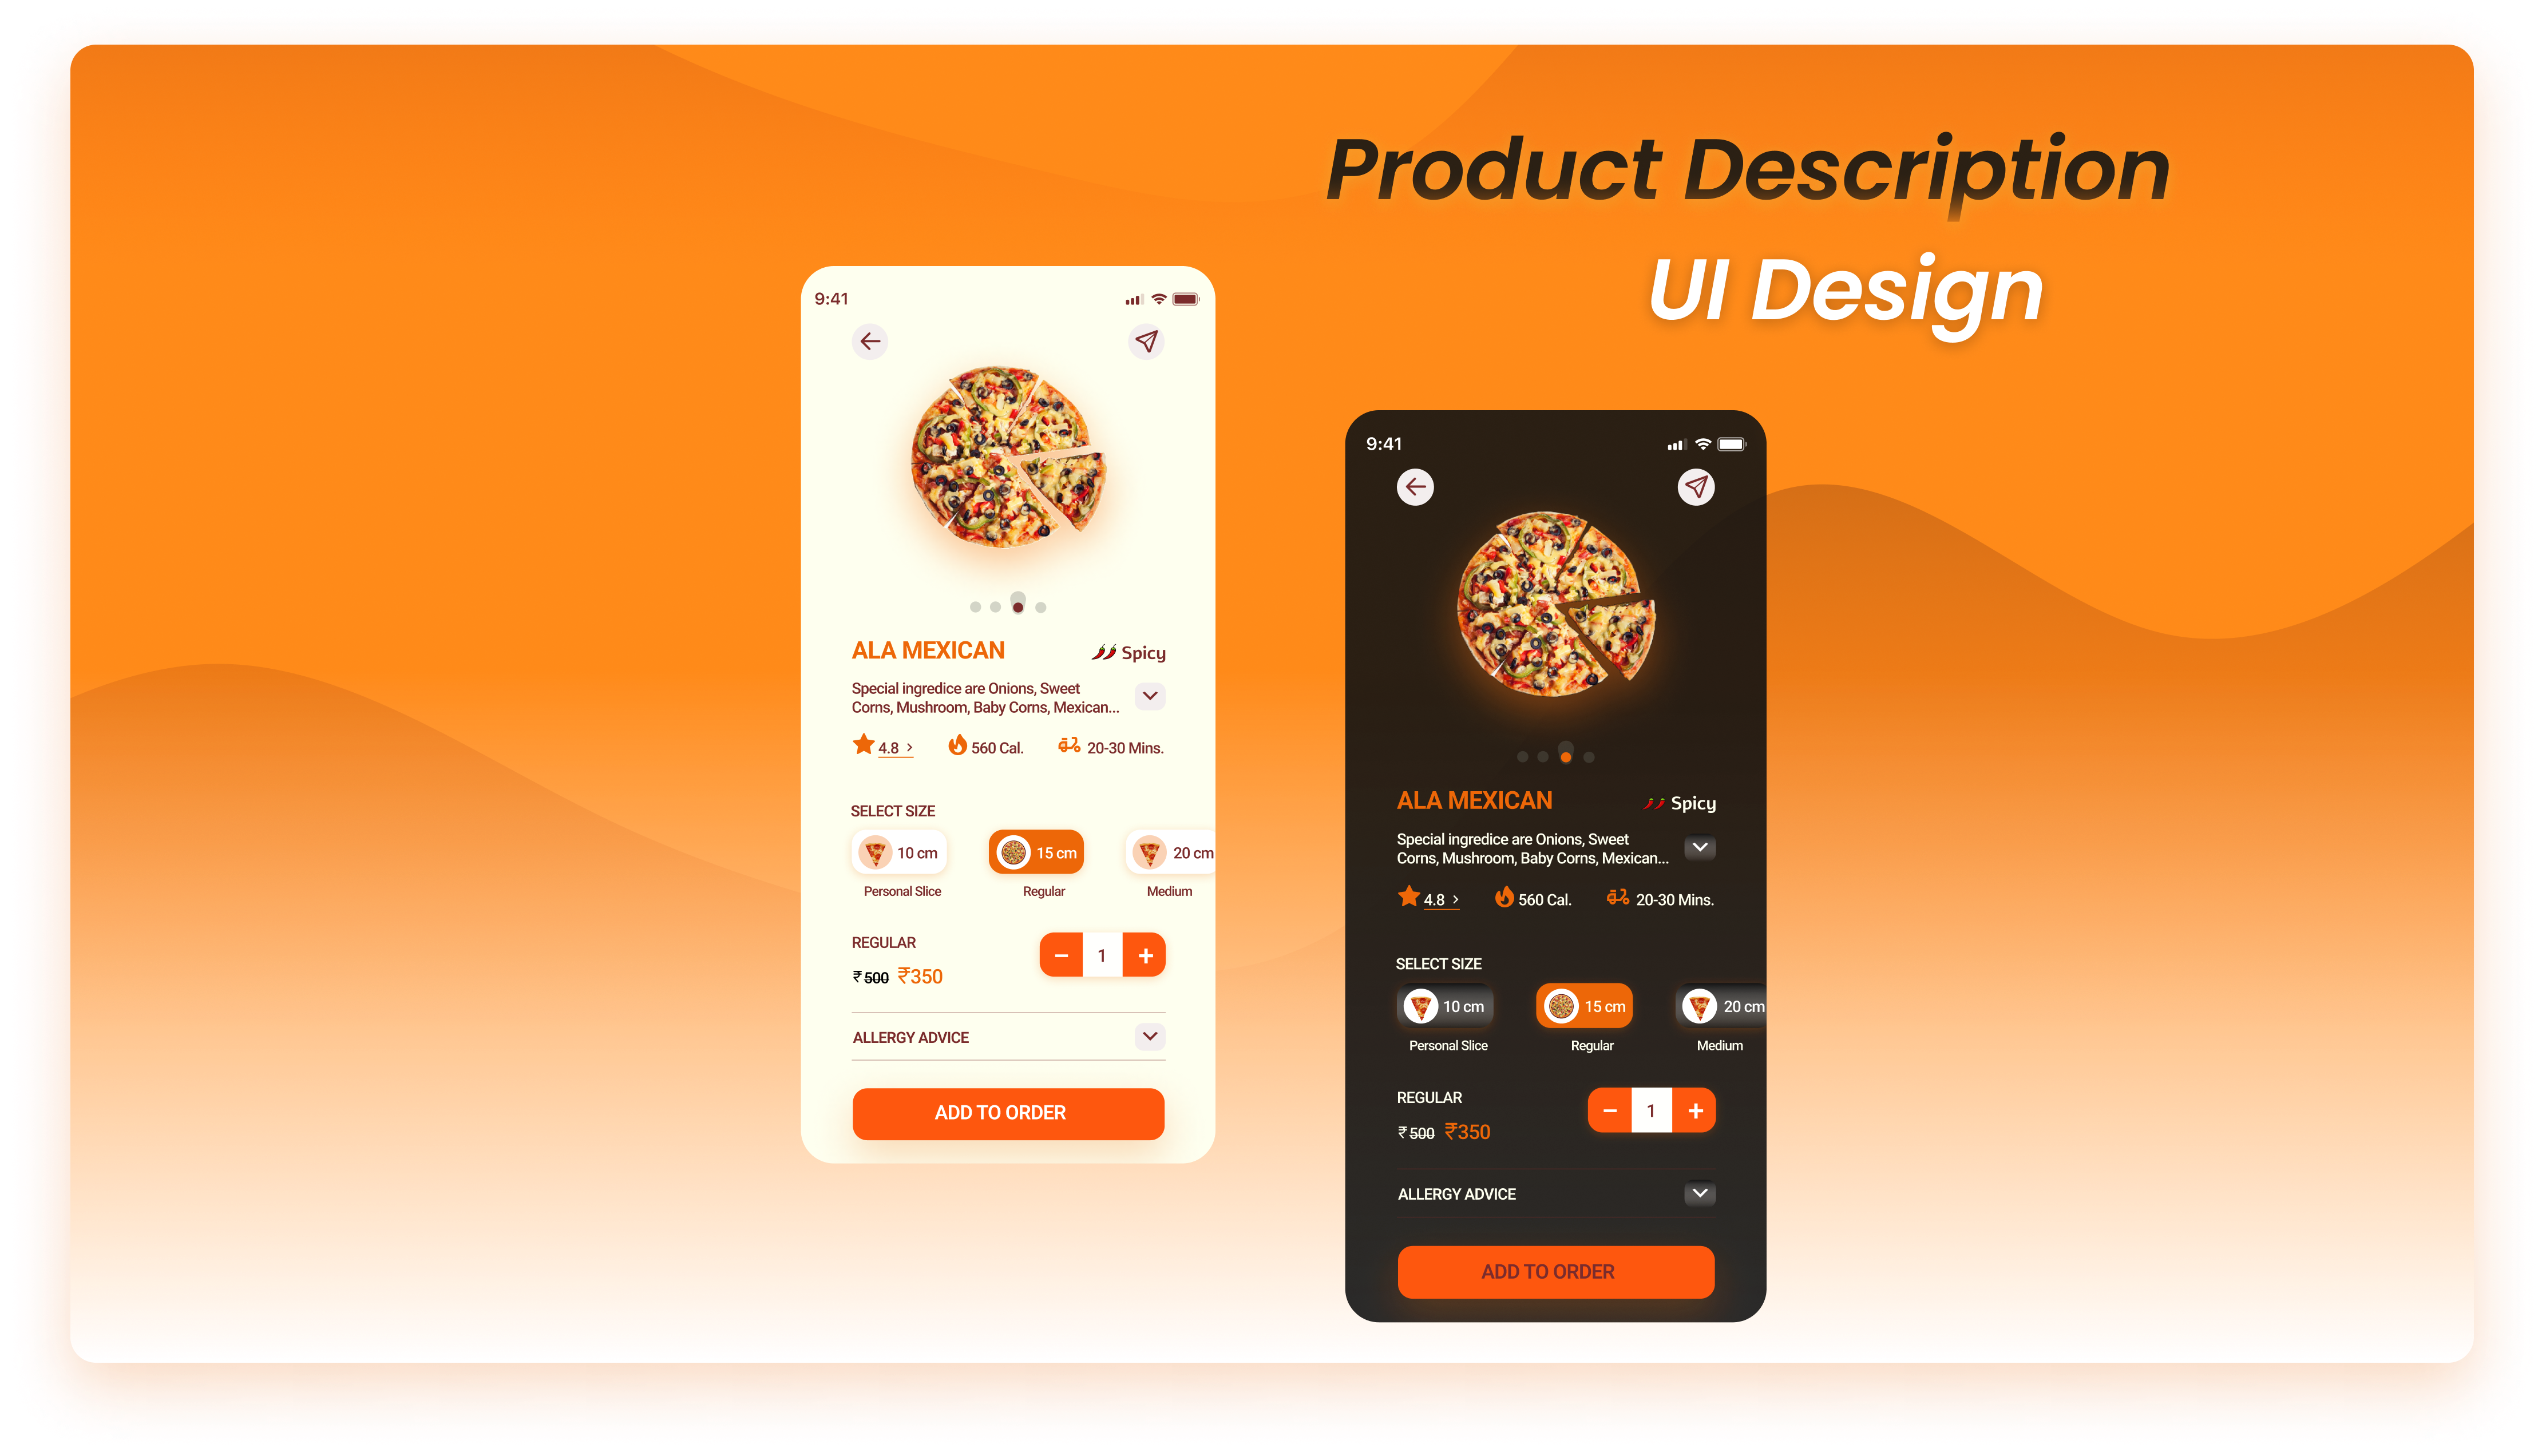 Product Description
UI Design
9:41
ALA MEXICAN
Spicy
Special ingredice are Onions, Sweet
Corns, Mushroom, Baby Corns, Mexican...
4.8 >
560 Cal.
20-30 Mins.
SELECT SIZE
10 cm
15 cm
20 cm
Personal Slice
Regular
Medium
REGULAR
− 1 +
₹500 ₹350
ALLERGY ADVICE
ADD TO ORDER
9:41
ALA MEXICAN
Spicy
Special ingredice are Onions, Sweet
Corns, Mushroom, Baby Corns, Mexican...
4.8 >
560 Cal.
20-30 Mins.
SELECT SIZE
10 cm
15 cm
20 cm
Personal Slice
Regular
Medium
REGULAR
− 1 +
₹500 ₹350
ALLERGY ADVICE
ADD TO ORDER